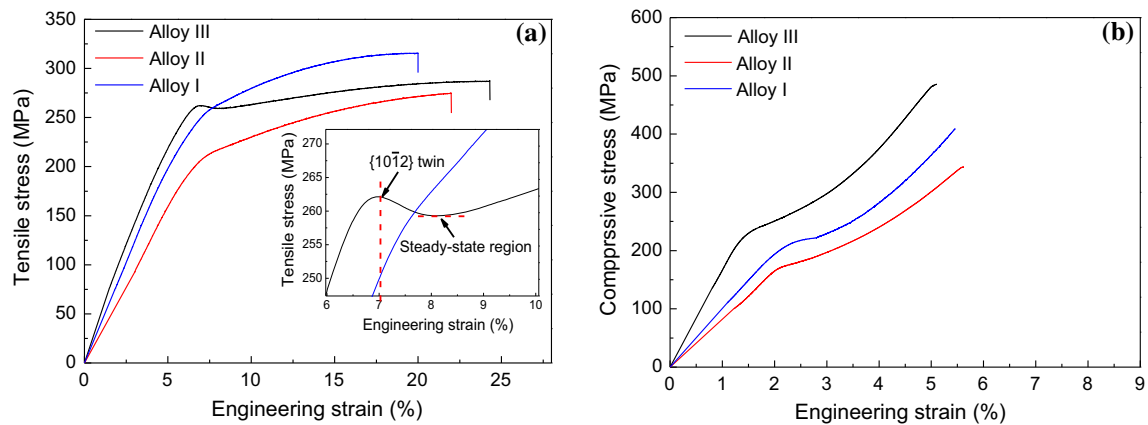 (a)
Alloy III
Alloy II
Alloy I
350
300
250
200
150
100
50
0
Tensile stress (MPa)
0 5 10 15 20 25
Engineering strain (%)
270
265
260
255
250
Tensile stress (MPa)
{101̄2} twin
Steady-state region
6 7 8 9 10
Engineering strain (%)
(b)
Alloy III
Alloy II
Alloy I
600
500
400
300
200
100
0
Compprssive stress (MPa)
0 1 2 3 4 5 6 7 8 9
Engineering strain (%)